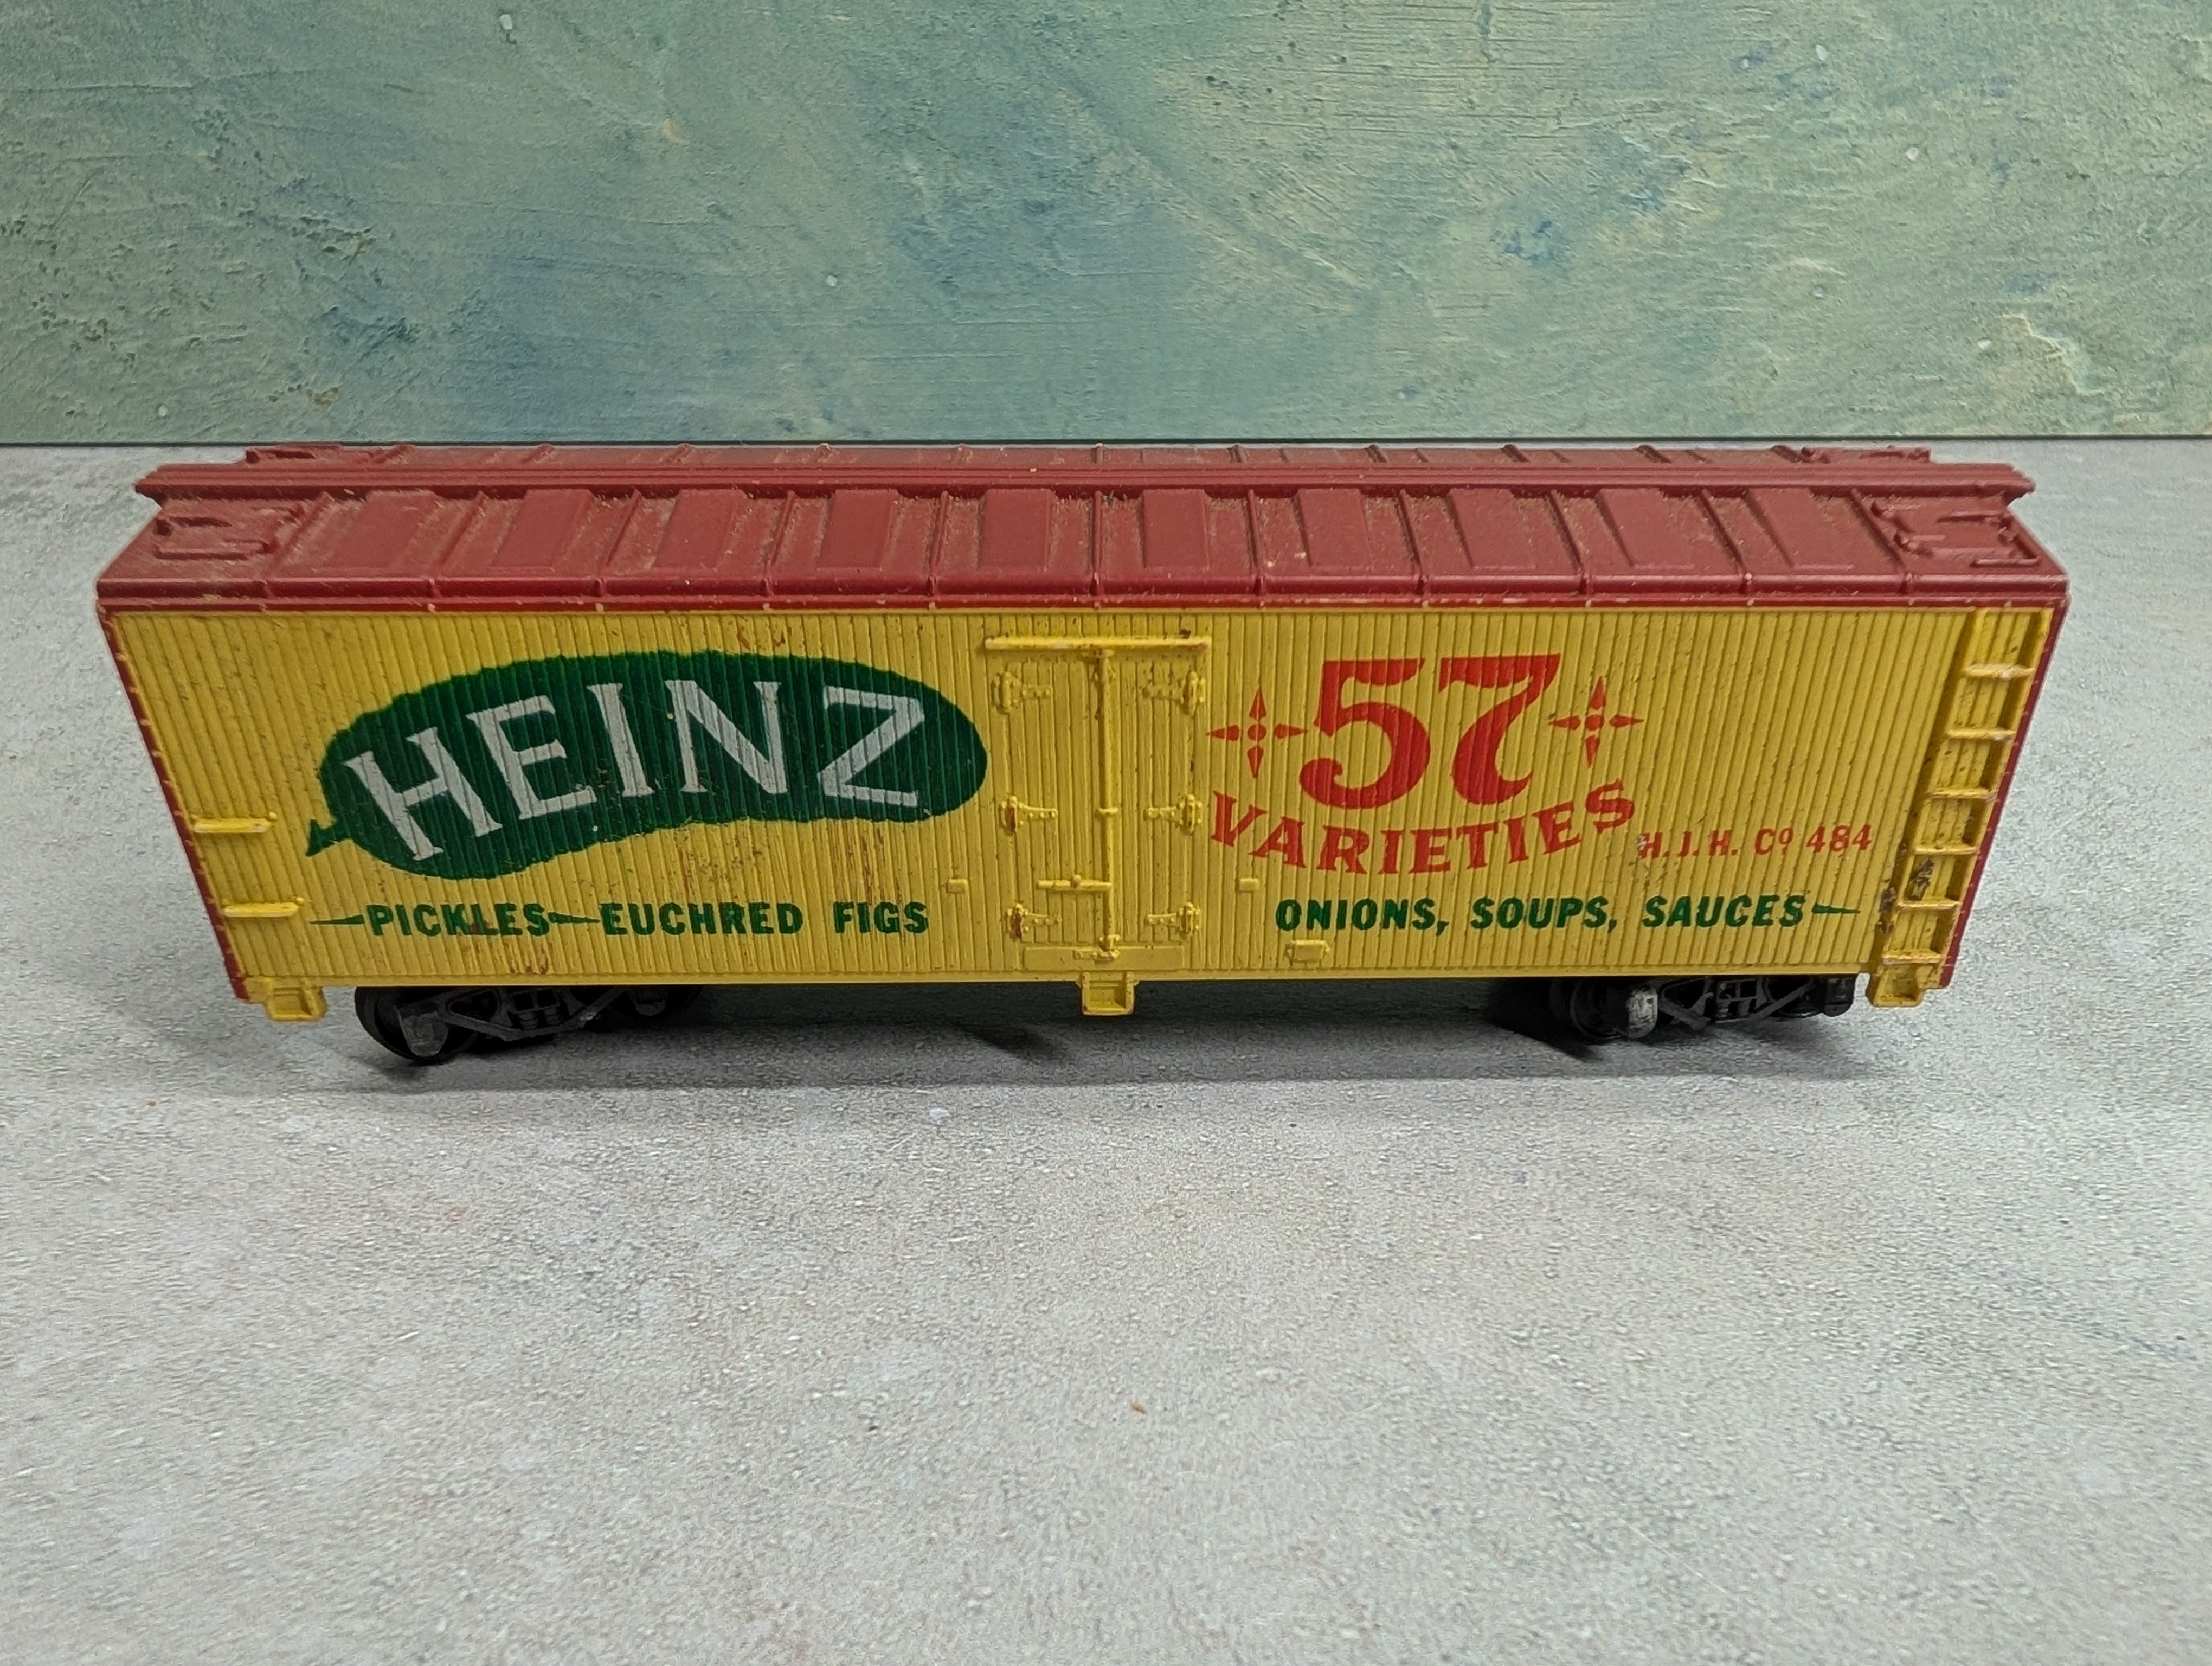 HEINZ
57
VARIETIES
H. J. H. Cº 484
PICKLES—EUCHRED FIGS
ONIONS, SOUPS, SAUCES—